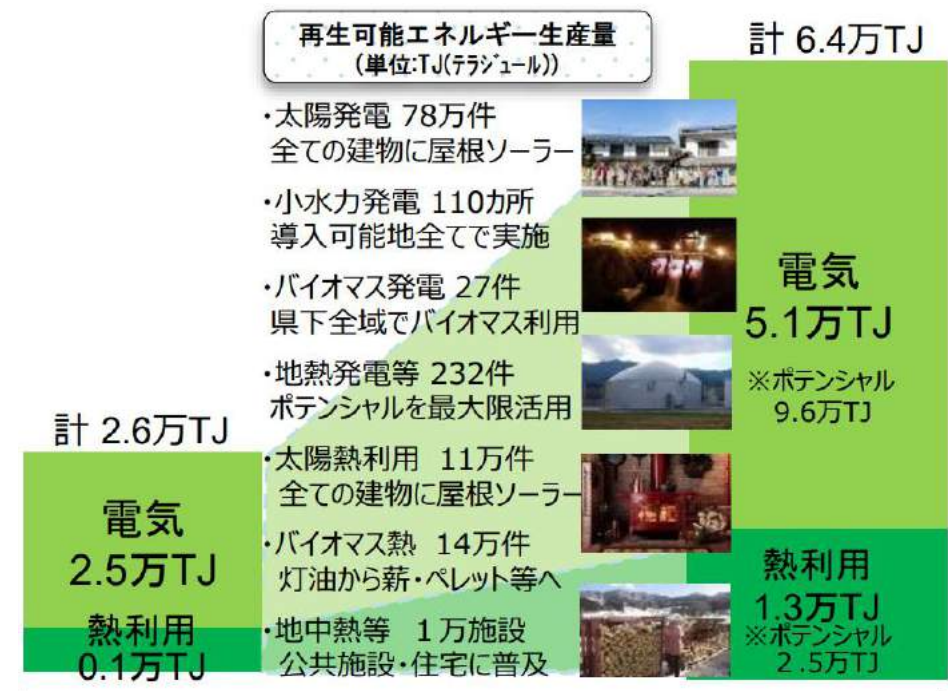 再生可能エネルギー生産量
(単位:TJ(テラジュール))
計 6.4万TJ
・太陽発電 78万件
全ての建物に屋根ソーラー
・小水力発電 110カ所
導入可能地全てで実施
・バイオマス発電 27件
県下全域でバイオマス利用
・地熱発電等 232件
ポテンシャルを最大限活用
・太陽熱利用 11万件
全ての建物に屋根ソーラー
・バイオマス熱 14万件
灯油から薪・ペレット等へ
・地中熱等 1万施設
公共施設・住宅に普及
計 2.6万TJ
電気
2.5万TJ
熱利用
0.1万TJ
電気
5.1万TJ
※ポテンシャル
9.6万TJ
熱利用
1.3万TJ
※ポテンシャル
2.5万TJ